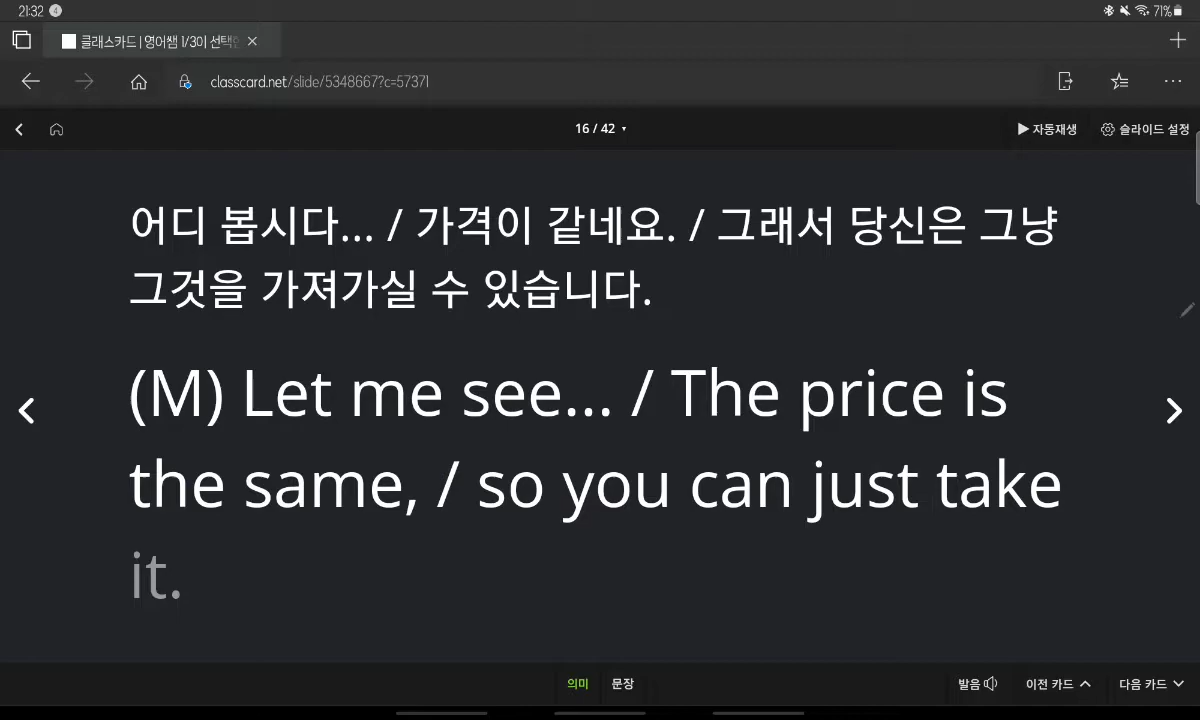 21:32 4 71%
클래스카드 | 영어쌤 1/3이 선택한
classcard.net/slide/5348667?c=57371
16 / 42 자동재생 슬라이드 설정
어디 봅시다... / 가격이 같네요. / 그래서 당신은 그냥
그것을 가져가실 수 있습니다.
(M) Let me see... / The price is
the same, / so you can just take
it.
의미 문장 발음 이전 카드 다음 카드